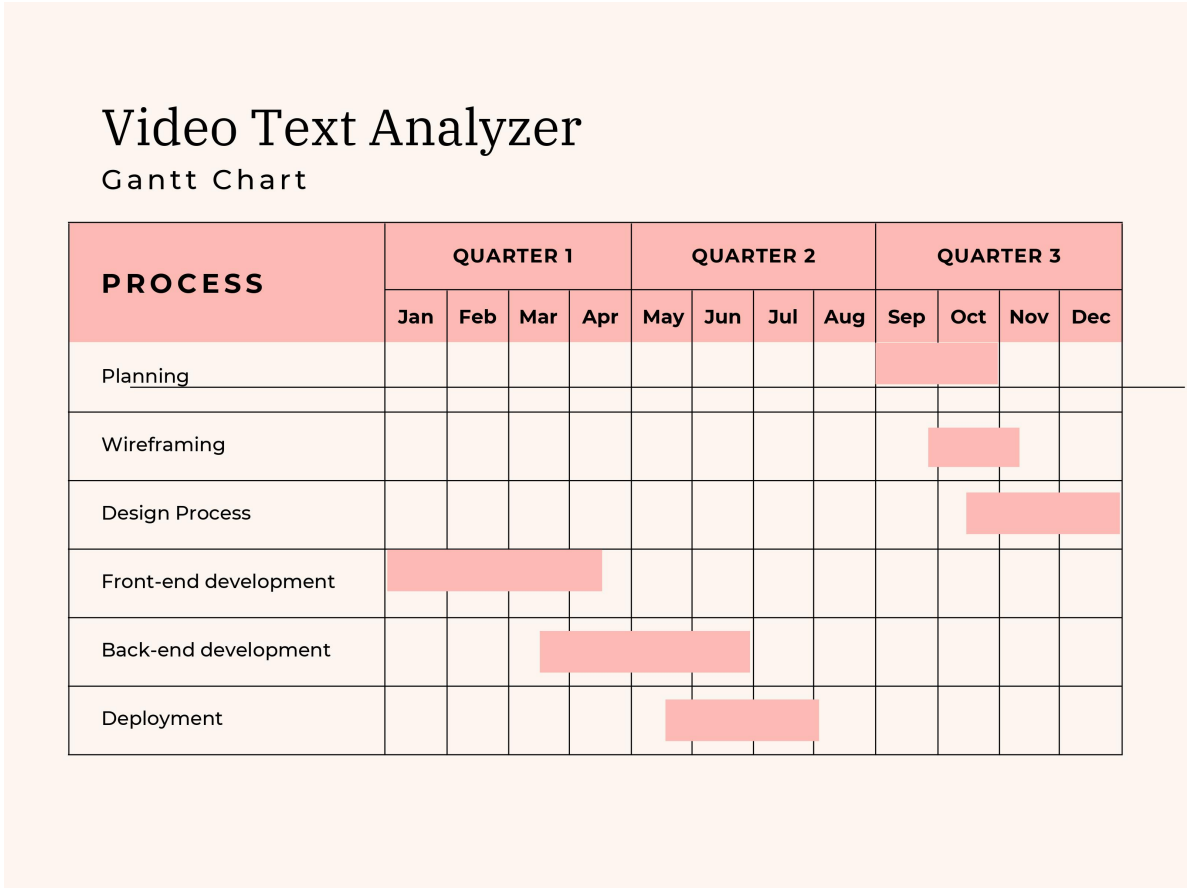 Video Text Analyzer
Gantt Chart
PROCESS
QUARTER 1 QUARTER 2 QUARTER 3
Jan Feb Mar Apr May Jun Jul Aug Sep Oct Nov Dec
Planning
Wireframing
Design Process
Front-end development
Back-end development
Deployment